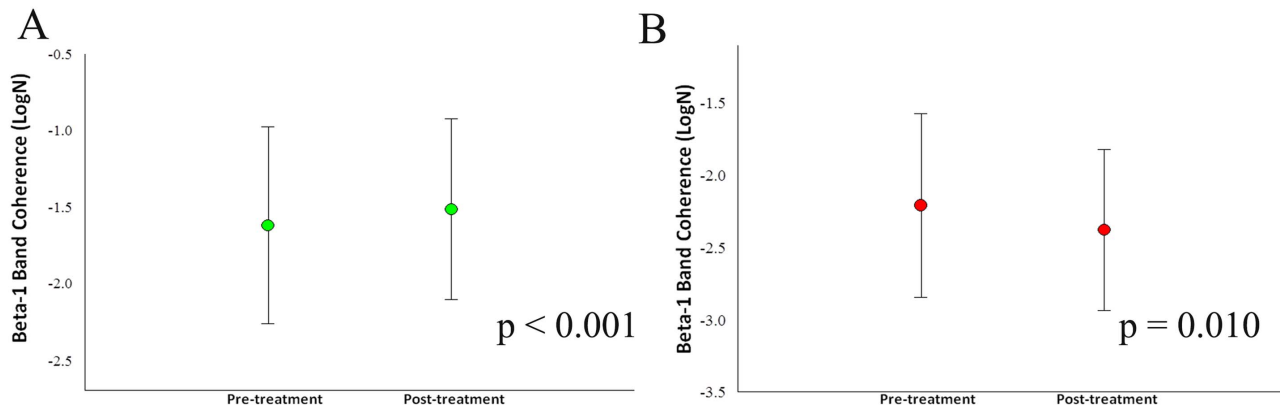 A
Beta-1 Band Coherence (LogN)
-0.5
-1.0
-1.5
-2.0
-2.5
p < 0.001
Pre-treatment
Post-treatment
B
Beta-1 Band Coherence (LogN)
-1.5
-2.0
-2.5
-3.0
-3.5
p = 0.010
Pre-treatment
Post-treatment